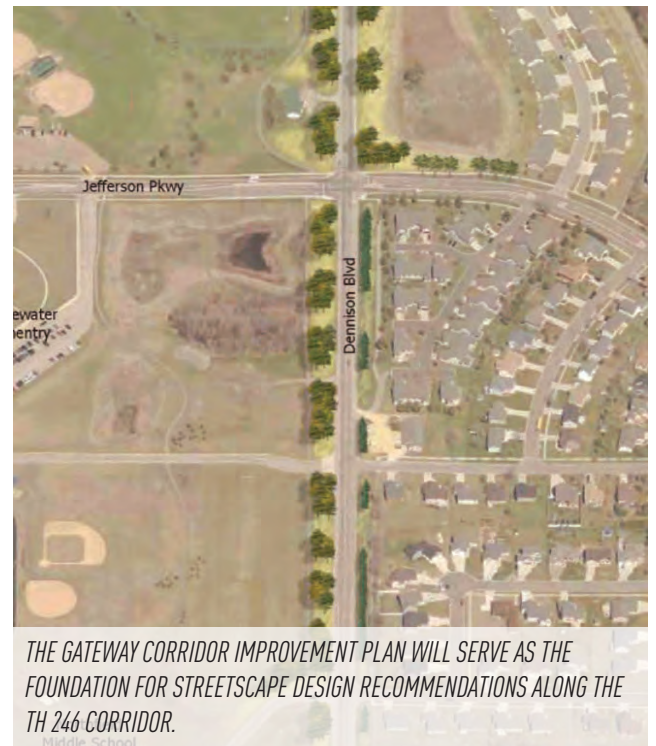 Jefferson Pkwy
Dennison Blvd
ewater
entry
THE GATEWAY CORRIDOR IMPROVEMENT PLAN WILL SERVE AS THE
FOUNDATION FOR STREETSCAPE DESIGN RECOMMENDATIONS ALONG THE
TH 246 CORRIDOR.
Middle School